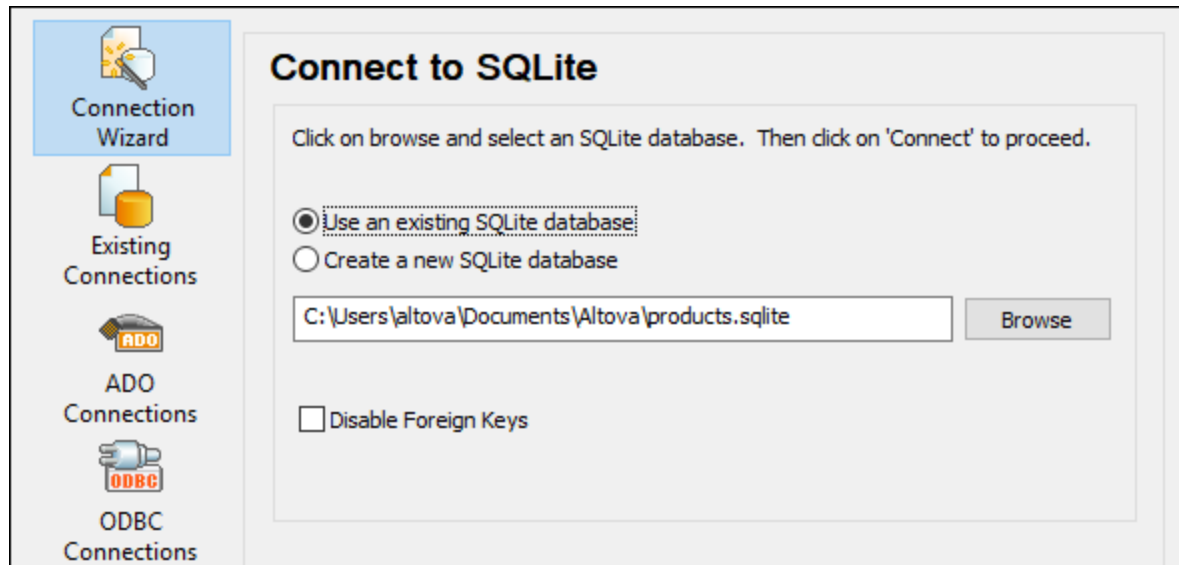 Connection
Wizard
Existing
Connections
ADO
ADO
Connections
ODBC
ODBC
Connections
Connect to SQLite
Click on browse and select an SQLite database. Then click on 'Connect' to proceed.
Use an existing SQLite database
Create a new SQLite database
C:\Users\altova\Documents\Altova\products.sqlite
Browse
Disable Foreign Keys